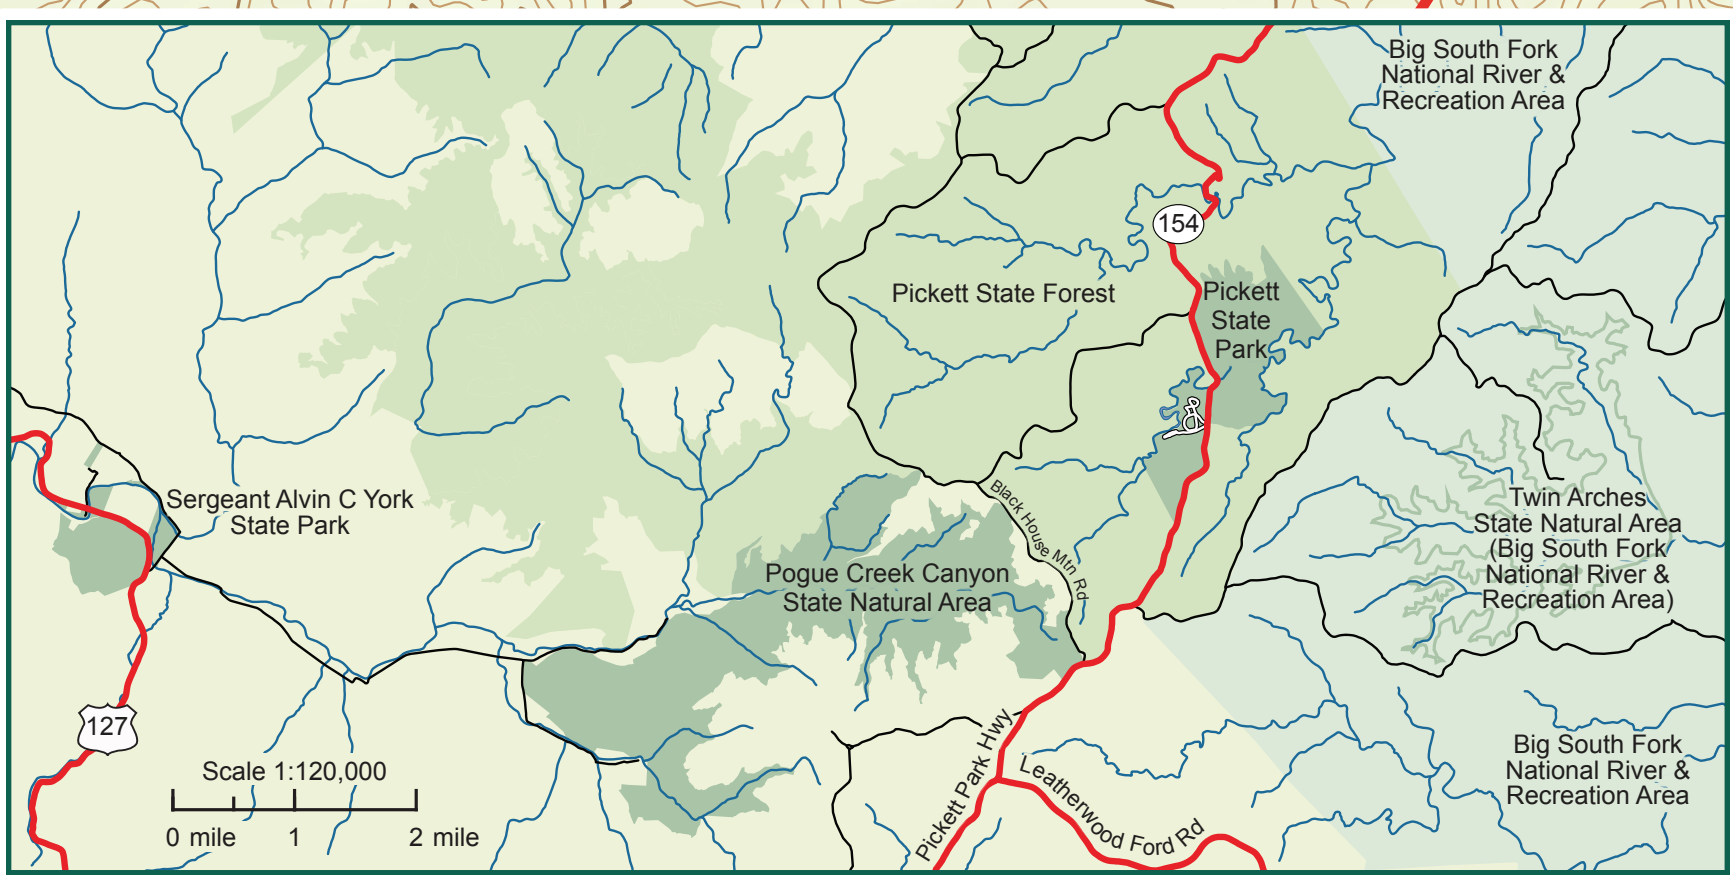 Big South Fork
National River &
Recreation Area
154
Pickett State Forest
Pickett
State
Park
Sergeant Alvin C York
State Park
Black House Mtn Rd
Twin Arches
State Natural Area
(Big South Fork
National River &
Recreation Area)
Pogue Creek Canyon
State Natural Area
127
Pickett Park Hwy
Leatherwood Ford Rd
Big South Fork
National River &
Recreation Area
Scale 1:120,000
0 mile 1 2 mile